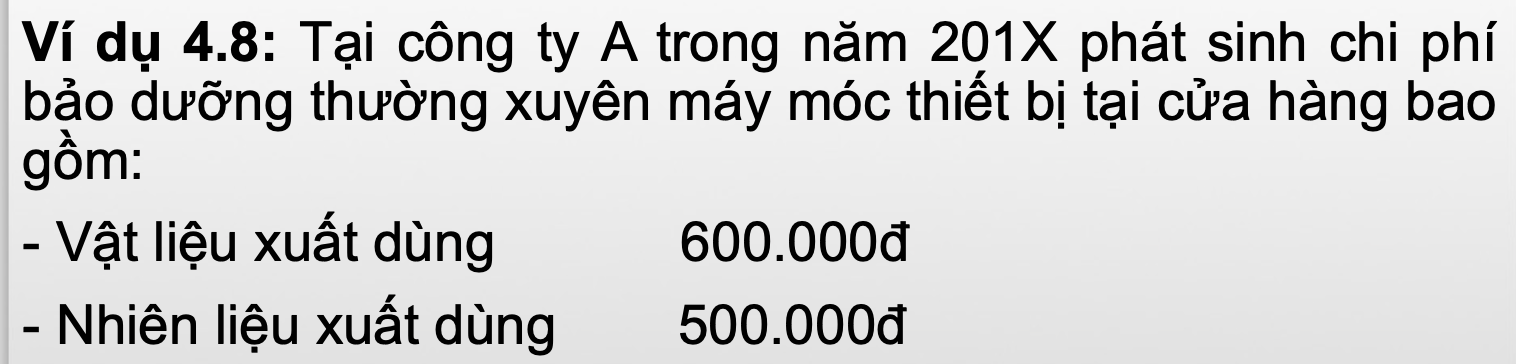 Ví dụ 4.8: Tại công ty A trong năm 201X phát sinh chi phí
bảo dưỡng thường xuyên máy móc thiết bị tại cửa hàng bao
gồm:
- Vật liệu xuất dùng 600.000đ
- Nhiên liệu xuất dùng 500.000đ